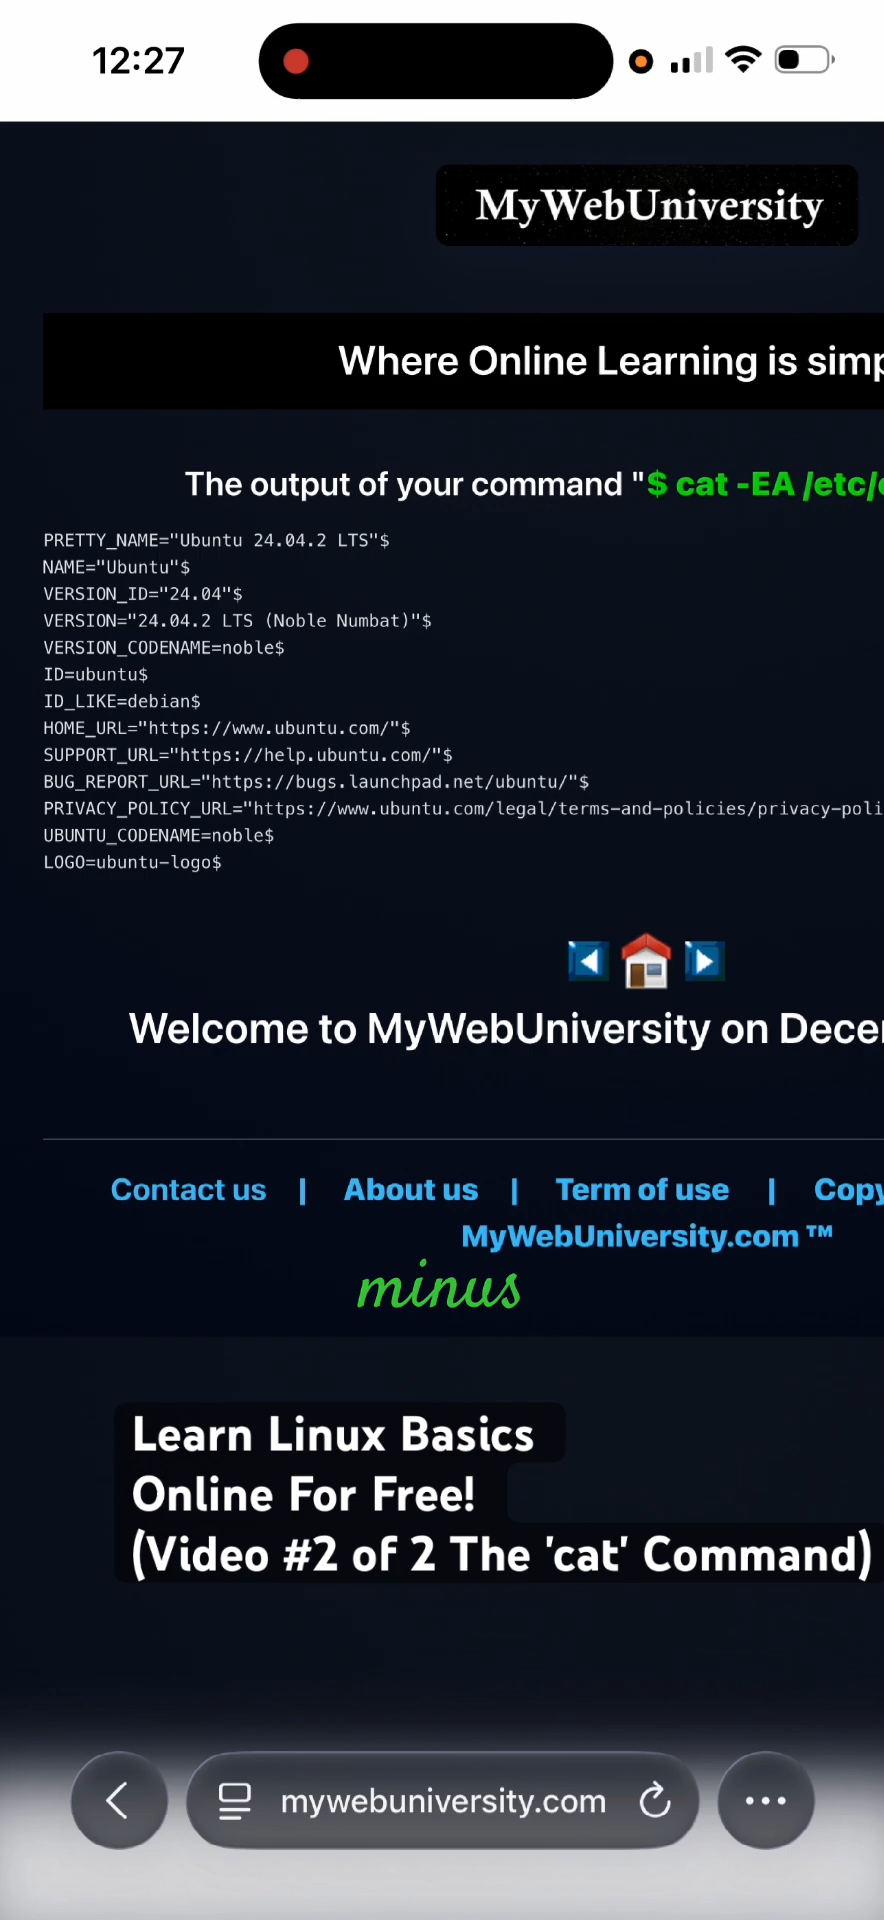 12:27
MyWebUniversity
Where Online Learning is simp
The output of your command "$ cat -EA /etc/
PRETTY_NAME="Ubuntu 24.04.2 LTS"$
NAME="Ubuntu"$
VERSION_ID="24.04"$
VERSION="24.04.2 LTS (Noble Numbat)"$
VERSION_CODENAME=noble$
ID=ubuntu$
ID_LIKE=debian$
HOME_URL="https://www.ubuntu.com/"$
SUPPORT_URL="https://help.ubuntu.com/"$
BUG_REPORT_URL="https://bugs.launchpad.net/ubuntu/"$
PRIVACY_POLICY_URL="https://www.ubuntu.com/legal/terms-and-policies/privacy-poli
UBUNTU_CODENAME=noble$
LOGO=ubuntu-logo$
Welcome to MyWebUniversity on Decem
Contact us | About us | Term of use | Copy
MyWebUniversity.com ™
minus
Learn Linux Basics
Online For Free!
(Video #2 of 2 The 'cat' Command)
mywebuniversity.com